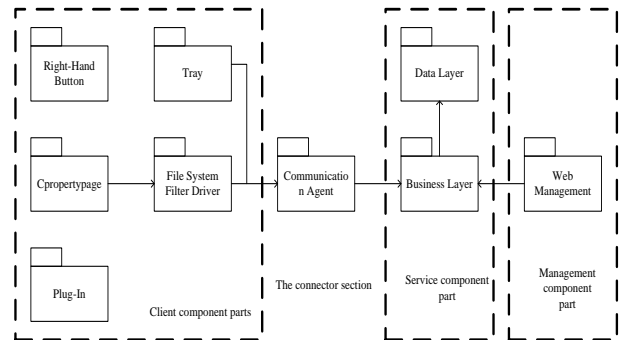 Right-Hand
Button
Tray
Data Layer
Cpropertypage
File System
Filter Driver
Communicatio
n Agent
Business Layer
Web
Management
Plug-In
Client component parts
The connector section
Service component
part
Management
component
part